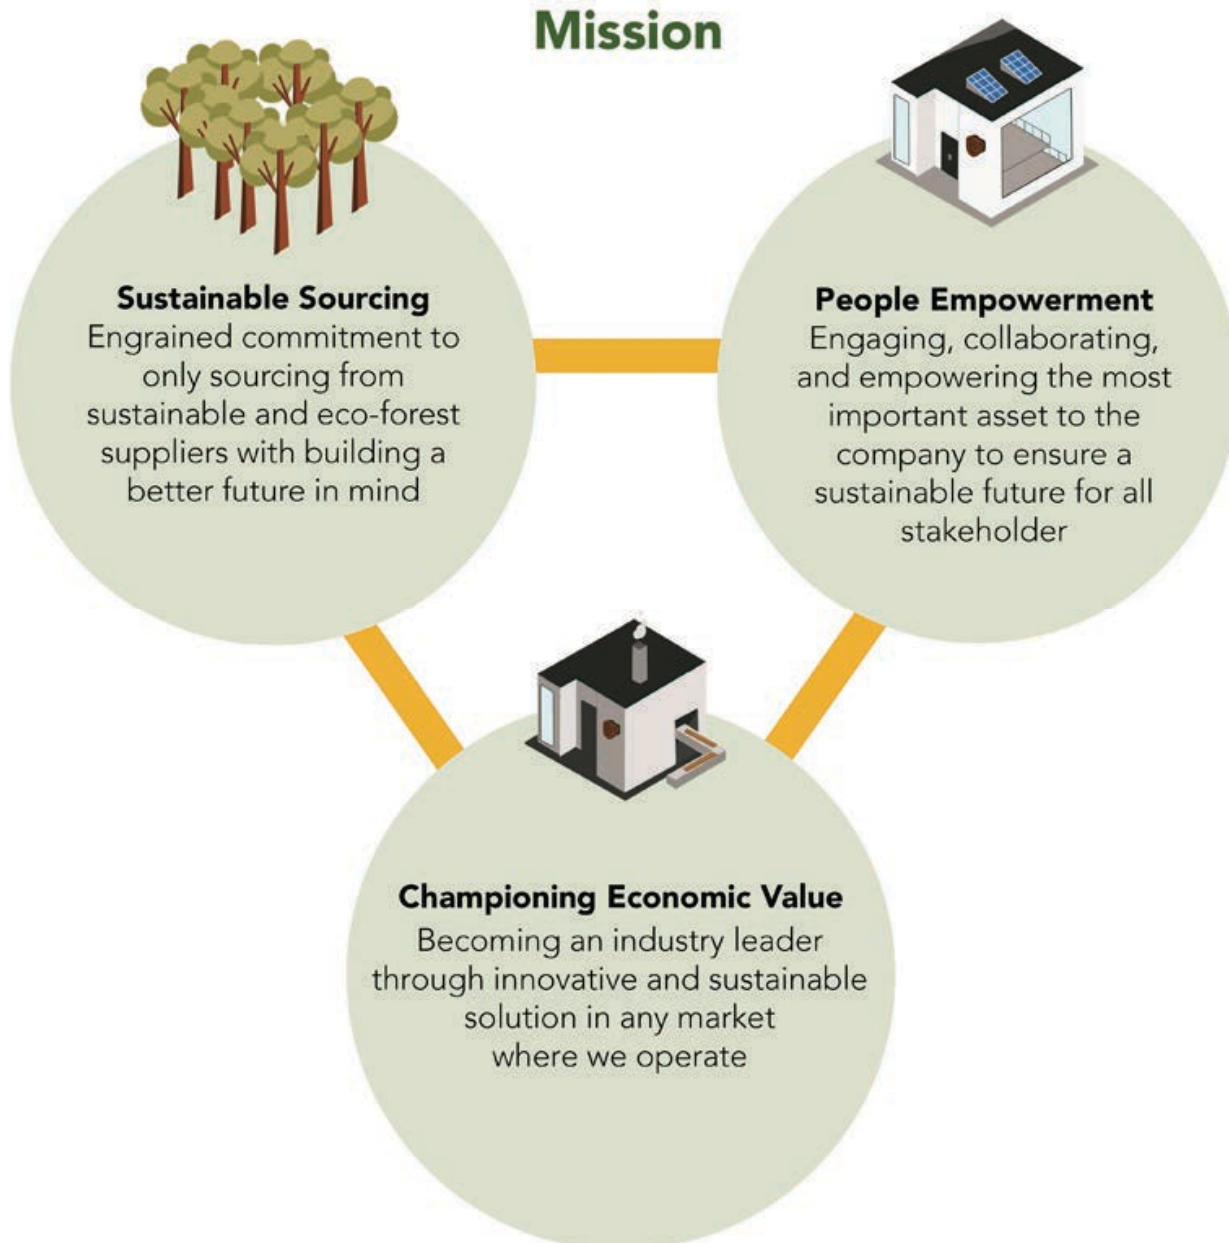 Mission
Sustainable Sourcing
Engrained commitment to
only sourcing from
sustainable and eco-forest
suppliers with building a
better future in mind
People Empowerment
Engaging, collaborating,
and empowering the most
important asset to the
company to ensure a
sustainable future for all
stakeholder
Championing Economic Value
Becoming an industry leader
through innovative and sustainable
solution in any market
where we operate